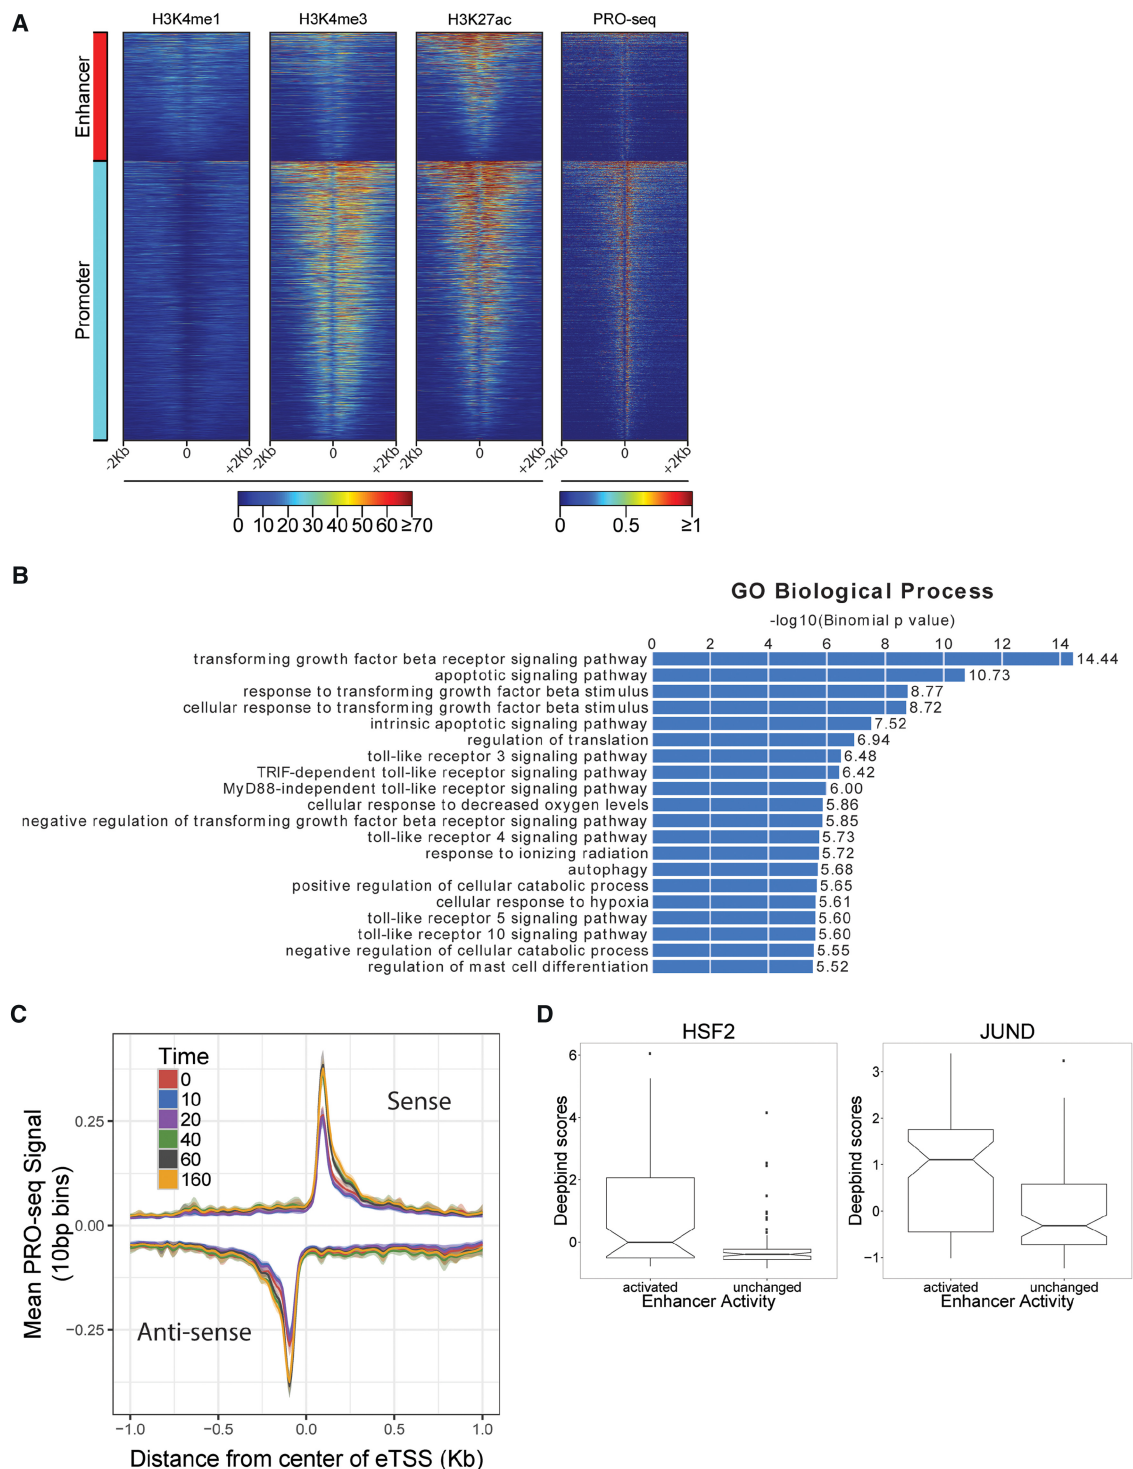 A
H3K4me1 H3K4me3 H3K27ac PRO-seq
Enhancer
Promoter
-2Kb 0 +2Kb -2Kb 0 +2Kb -2Kb 0 +2Kb -2Kb 0 +2Kb
0 10 20 30 40 50 60 ≥70
0 0.5 ≥1
B
GO Biological Process
-log10(Binomial p value)
0 2 4 6 8 10 12 14
transforming growth factor beta receptor signaling pathway 14.44
apoptotic signaling pathway 10.73
response to transforming growth factor beta stimulus 8.77
cellular response to transforming growth factor beta stimulus 8.72
intrinsic apoptotic signaling pathway 7.52
regulation of translation 6.94
toll-like receptor 3 signaling pathway 6.48
TRIF-dependent toll-like receptor signaling pathway 6.42
MyD88-independent toll-like receptor signaling pathway 6.00
cellular response to decreased oxygen levels 5.86
negative regulation of transforming growth factor beta receptor signaling pathway 5.85
toll-like receptor 4 signaling pathway 5.73
response to ionizing radiation 5.72
autophagy 5.68
positive regulation of cellular catabolic process 5.65
cellular response to hypoxia 5.61
toll-like receptor 5 signaling pathway 5.60
toll-like receptor 10 signaling pathway 5.60
negative regulation of cellular catabolic process 5.55
regulation of mast cell differentiation 5.52
C
Mean PRO-seq Signal
(10bp bins)
0.25
0.00
−0.25
Time
0
10
20
40
60
160
Sense
Anti-sense
−1.0 −0.5 0.0 0.5 1.0
Distance from center of eTSS (Kb)
D
HSF2
Deepbind scores
6
4
2
0
activated unchanged
Enhancer Activity
JUND
Deepbind scores
3
2
1
0
−1
activated unchanged
Enhancer Activity